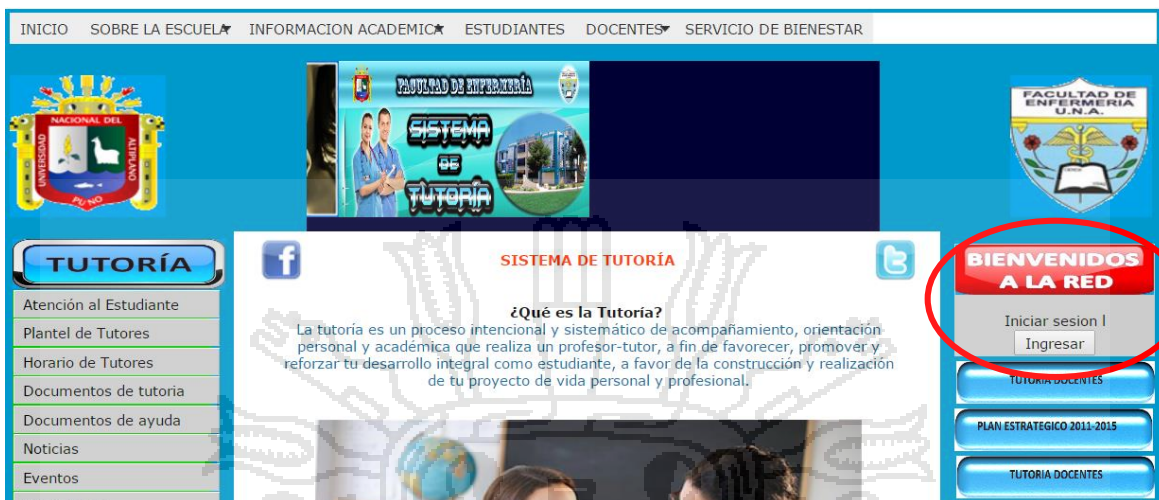 INICIO SOBRE LA ESCUELA INFORMACION ACADEMICA ESTUDIANTES DOCENTES SERVICIO DE BIENESTAR
UNIVERSIDAD
NACIONAL DEL
ALTIPLANO
PUNO
FACULTAD DE ENFERMERÍA
SISTEMA
DE
TUTORÍA
FACULTAD DE
ENFERMERIA
U.N.A.
TUTORÍA
Atención al Estudiante
Plantel de Tutores
Horario de Tutores
Documentos de tutoria
Documentos de ayuda
Noticias
Eventos
f
SISTEMA DE TUTORÍA
t
¿Qué es la Tutoría?
La tutoría es un proceso intencional y sistemático de acompañamiento, orientación
personal y académica que realiza un profesor-tutor, a fin de favorecer, promover y
reforzar tu desarrollo integral como estudiante, a favor de la construcción y realización
de tu proyecto de vida personal y profesional.
BIENVENIDOS
A LA RED
Iniciar sesion l
Ingresar
TUTORIA DOCENTES
PLAN ESTRATEGICO 2011-2015
TUTORIA DOCENTES